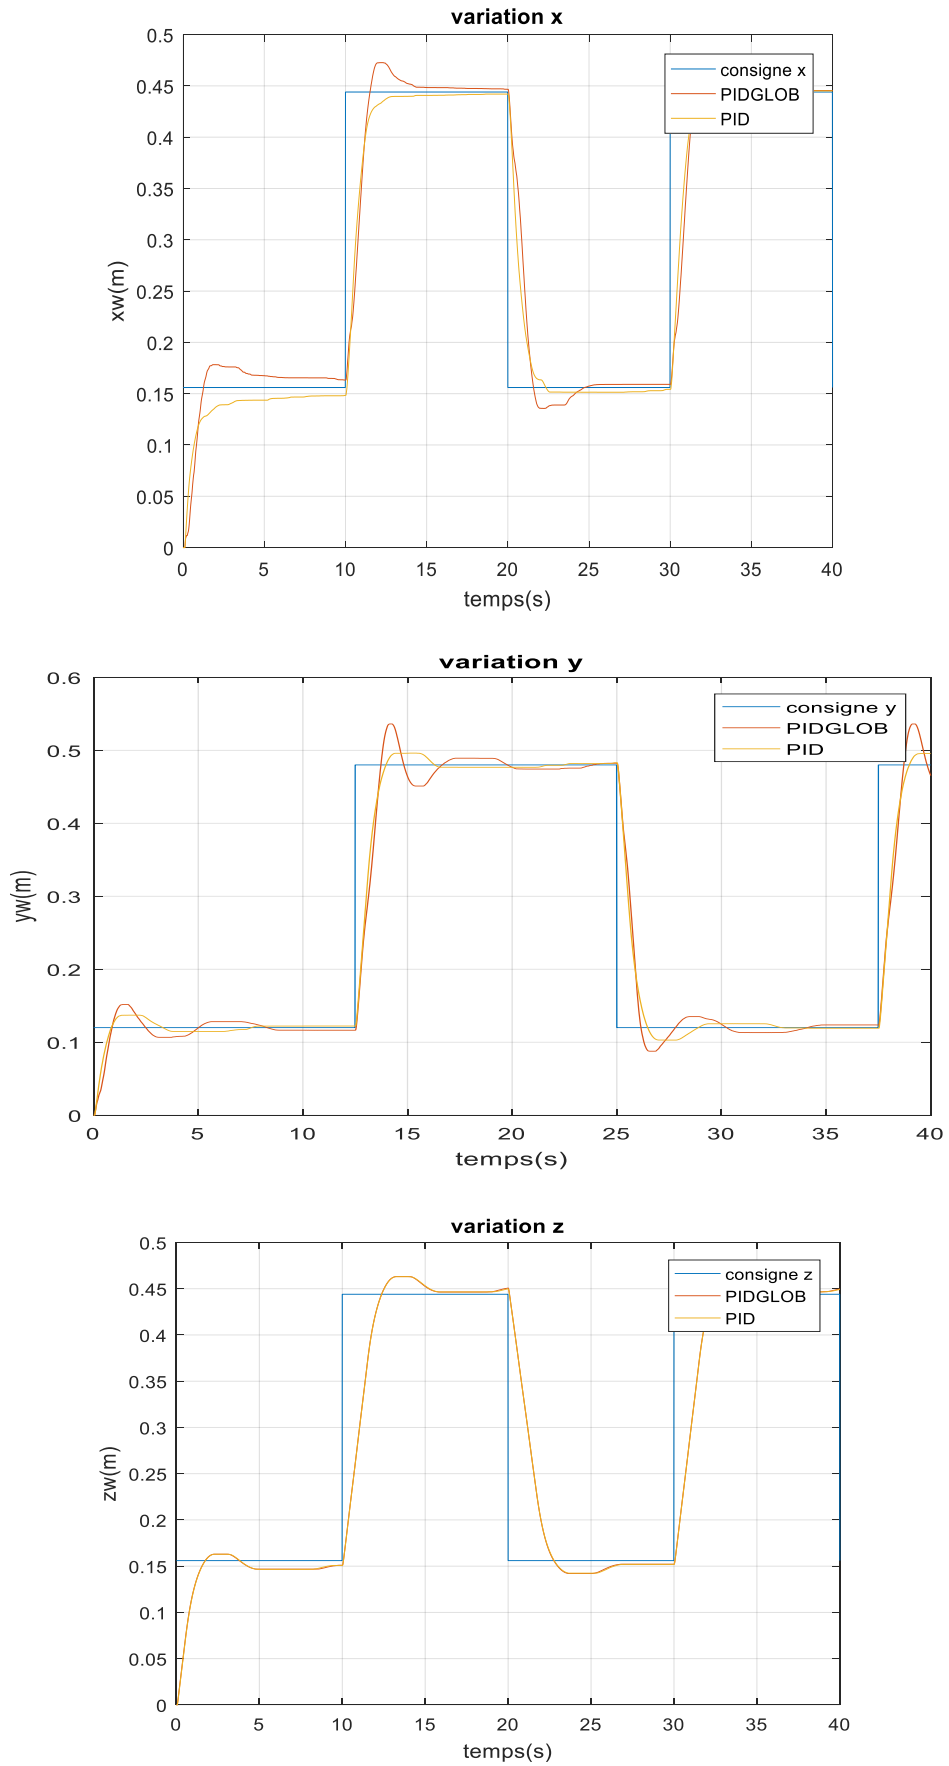 variation x
0.5
0.45
0.4
0.35
0.3
0.25
0.2
0.15
0.1
0.05
0
xw(m)
consigne x
PIDGLOB
PID
0 5 10 15 20 25 30 35 40
temps(s)
variation y
0.6
0.5
0.4
0.3
0.2
0.1
0
yw(m)
consigne y
PIDGLOB
PID
0 5 10 15 20 25 30 35 40
temps(s)
variation z
0.5
0.45
0.4
0.35
0.3
0.25
0.2
0.15
0.1
0.05
0
zw(m)
consigne z
PIDGLOB
PID
0 5 10 15 20 25 30 35 40
temps(s)